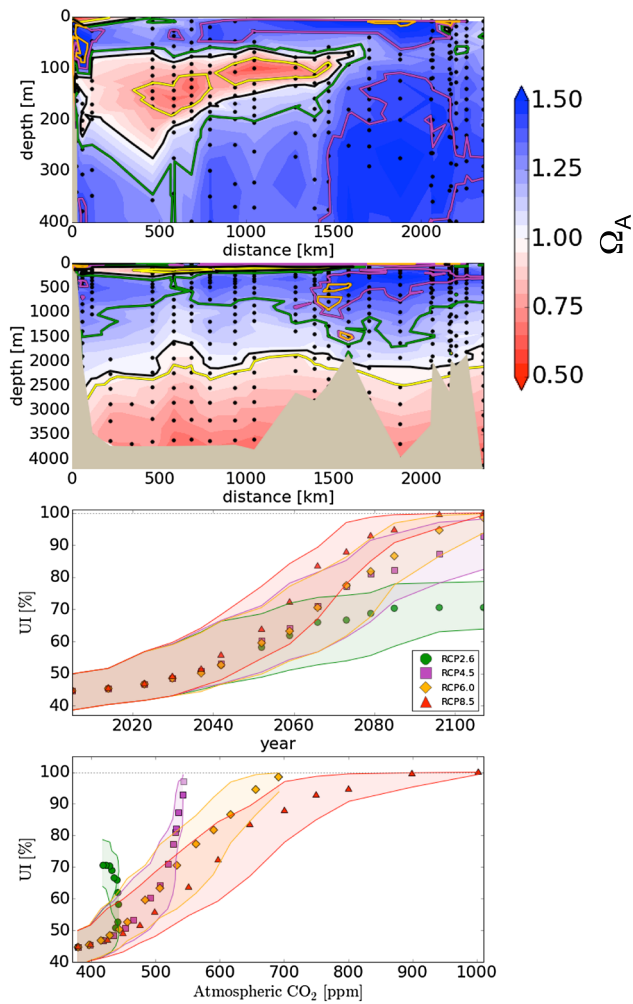 0
100
200
300
400
depth [m]
0 500 1000 1500 2000
distance [km]
1.50
1.25
1.00
0.75
0.50
Ω_A
0
500
1000
1500
2000
2500
3000
3500
4000
depth [m]
0 500 1000 1500 2000
distance [km]
100
90
80
70
60
50
40
UI [%]
RCP2.6
RCP4.5
RCP6.0
RCP8.5
2020 2039 2059 2080 2100
year
100
90
80
70
60
50
40
UI [%]
400 500 600 700 800 900 1000
Atmospheric CO₂ [ppm]